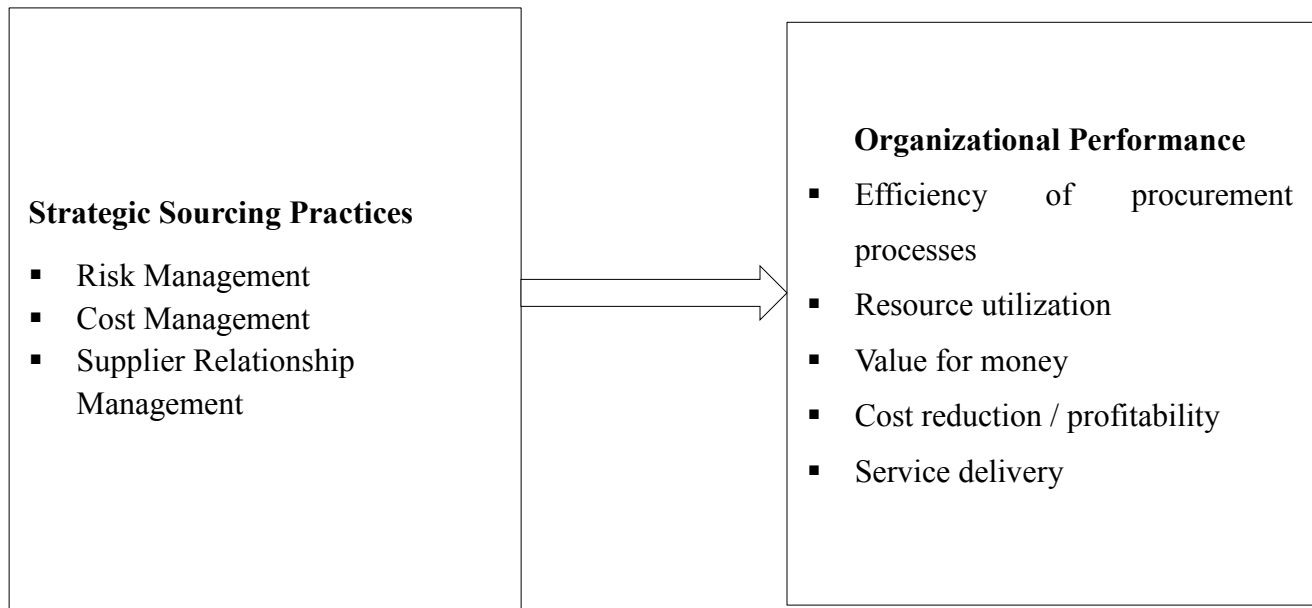 Strategic Sourcing Practices
▪ Risk Management
▪ Cost Management
▪ Supplier Relationship
Management
Organizational Performance
▪ Efficiency of procurement
processes
▪ Resource utilization
▪ Value for money
▪ Cost reduction / profitability
▪ Service delivery